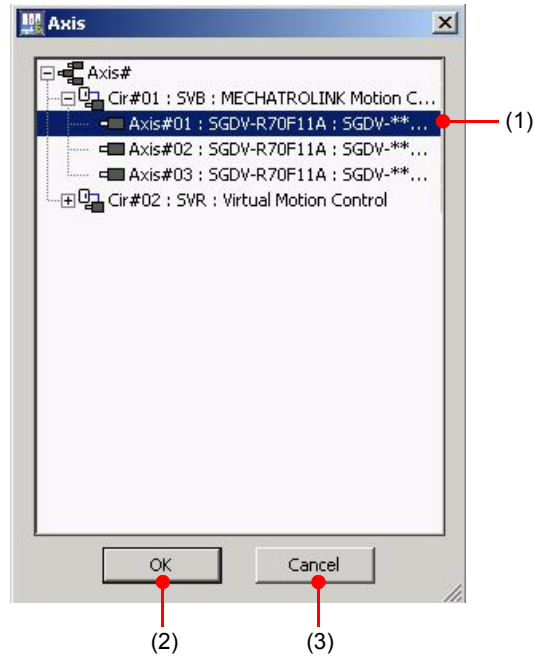 Axis
Axis#
Cir#01 : SVB : MECHATROLINK Motion C...
Axis#01 : SGDV-R70F11A : SGDV-**...
(1)
Axis#02 : SGDV-R70F11A : SGDV-**...
Axis#03 : SGDV-R70F11A : SGDV-**...
Cir#02 : SVR : Virtual Motion Control
OK
Cancel
(2)
(3)